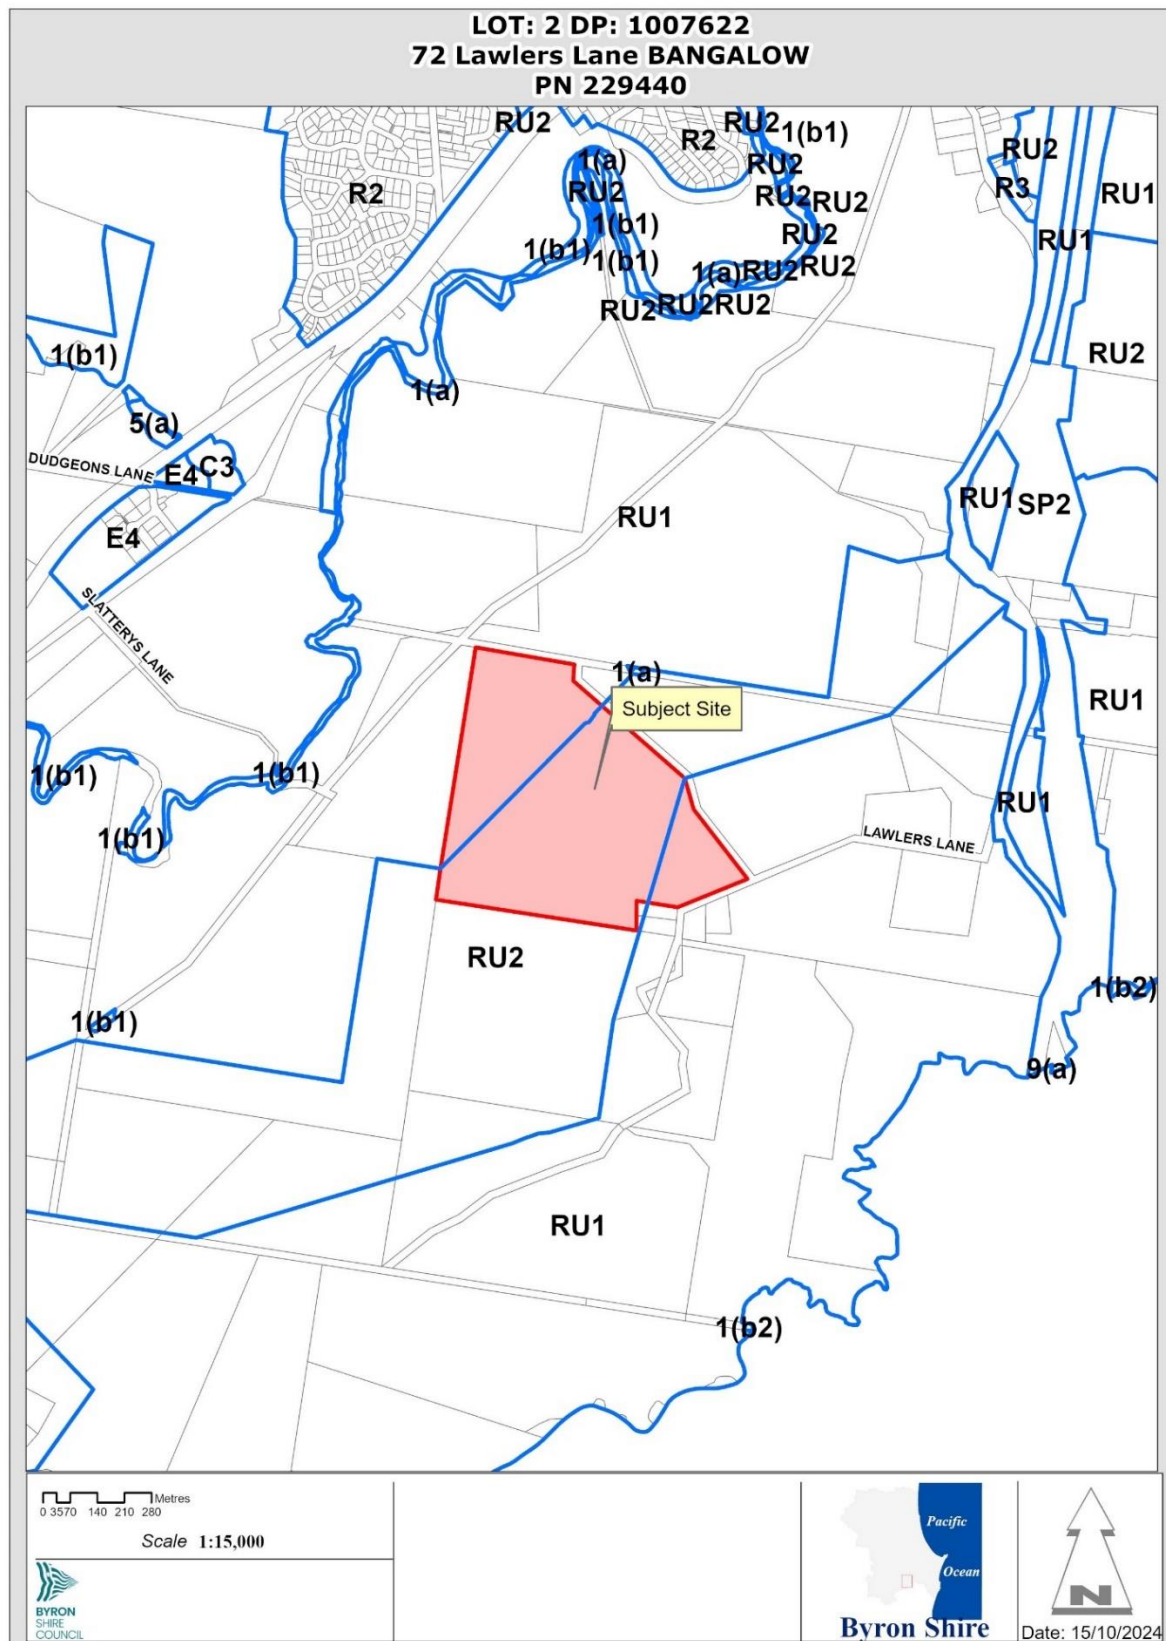 LOT: 2 DP: 1007622
72 Lawlers Lane BANGALOW
PN 229440
RU2
R2
RU2
1(b1)
RU2
1(a)
RU2
R2
RU2
R3
RU1
RU2
RU2
1(b1)
RU2
RU1
1(b1)
1(b1)
1(a)
RU2
RU2
RU2
RU2
RU2
1(b1)
RU2
1(a)
5(a)
DUDGEONS LANE
E4
C3
RU1
SP2
RU1
E4
SLATTERYS LANE
1(a)
Subject Site
RU1
1(b1)
1(b1)
RU1
1(b1)
LAWLERS LANE
RU2
1(b2)
1(b1)
9(a)
RU1
1(b2)
Metres
0 3570 140 210 280
Scale 1:15,000
BYRON
SHIRE
COUNCIL
Pacific
Ocean
Byron Shire
N
Date: 15/10/2024